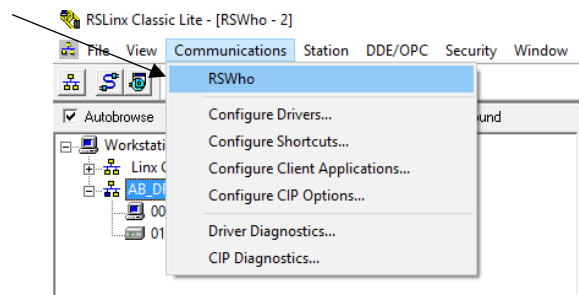 RSLinx Classic Lite - [RSWho - 2]
File View Communications Station DDE/OPC Security Window
RSWho
Autobrowse
Configure Drivers...
Workstati
Configure Shortcuts...
Linx
Configure Client Applications...
AB_DF
Configure CIP Options...
00
01
Driver Diagnostics...
CIP Diagnostics...